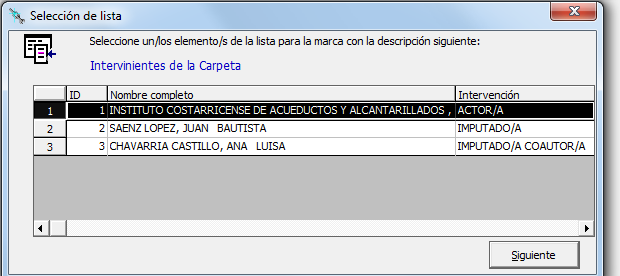 Selección de lista
Seleccione un/los elemento/s de la lista para la marca con la descripción siguiente:
Intervinientes de la Carpeta
ID Nombre completo Intervención
1 1 INSTITUTO COSTARRICENSE DE ACUEDUCTOS Y ALCANTARILLADOS , ACTOR/A
2 2 SAENZ LOPEZ, JUAN BAUTISTA IMPUTADO/A
3 3 CHAVARRIA CASTILLO, ANA LUISA IMPUTADO/A COAUTOR/A
Siguiente